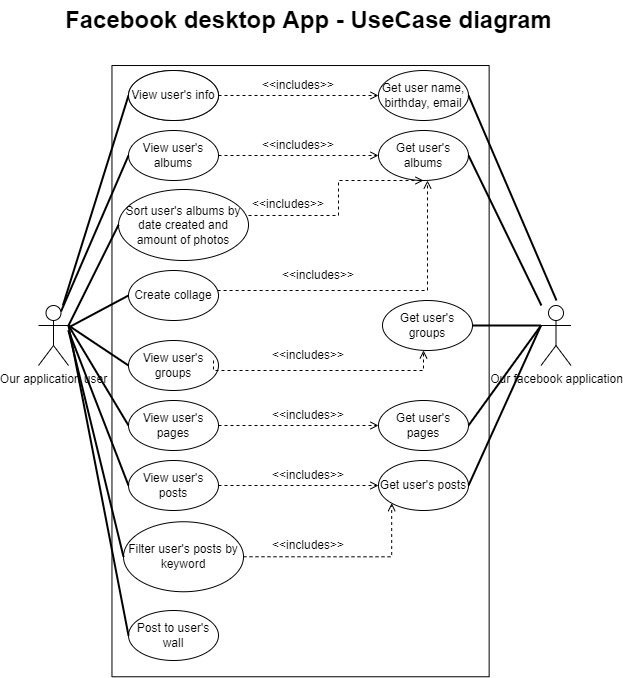 Facebook desktop App - UseCase diagram
View user's info
<<includes>>
Get user name,
birthday, email
View user's
albums
<<includes>>
Get user's
albums
Sort user's albums by
date created and
amount of photos
<<includes>>
Create collage
<<includes>>
Get user's
groups
View user's
groups
<<includes>>
Our application user
Our facebook application
View user's
pages
<<includes>>
Get user's
pages
View user's
posts
<<includes>>
Get user's posts
Filter user's posts by
keyword
<<includes>>
Post to user's
wall